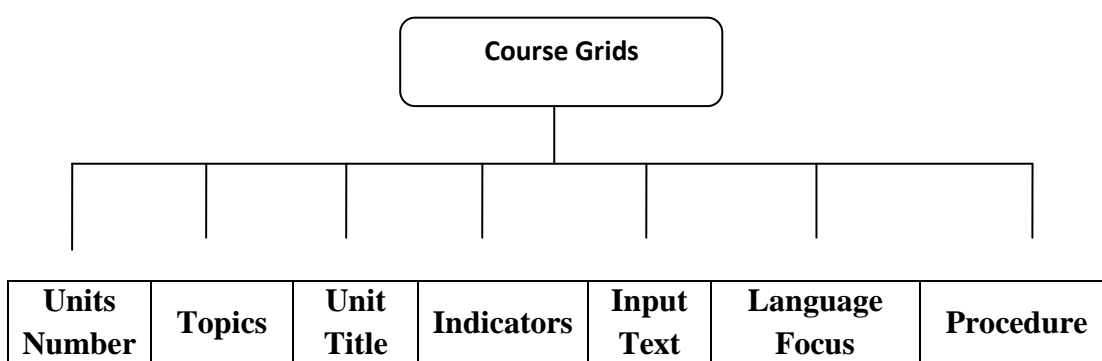 Course Grids
Units Number
Topics
Unit Title
Indicators
Input Text
Language Focus
Procedure